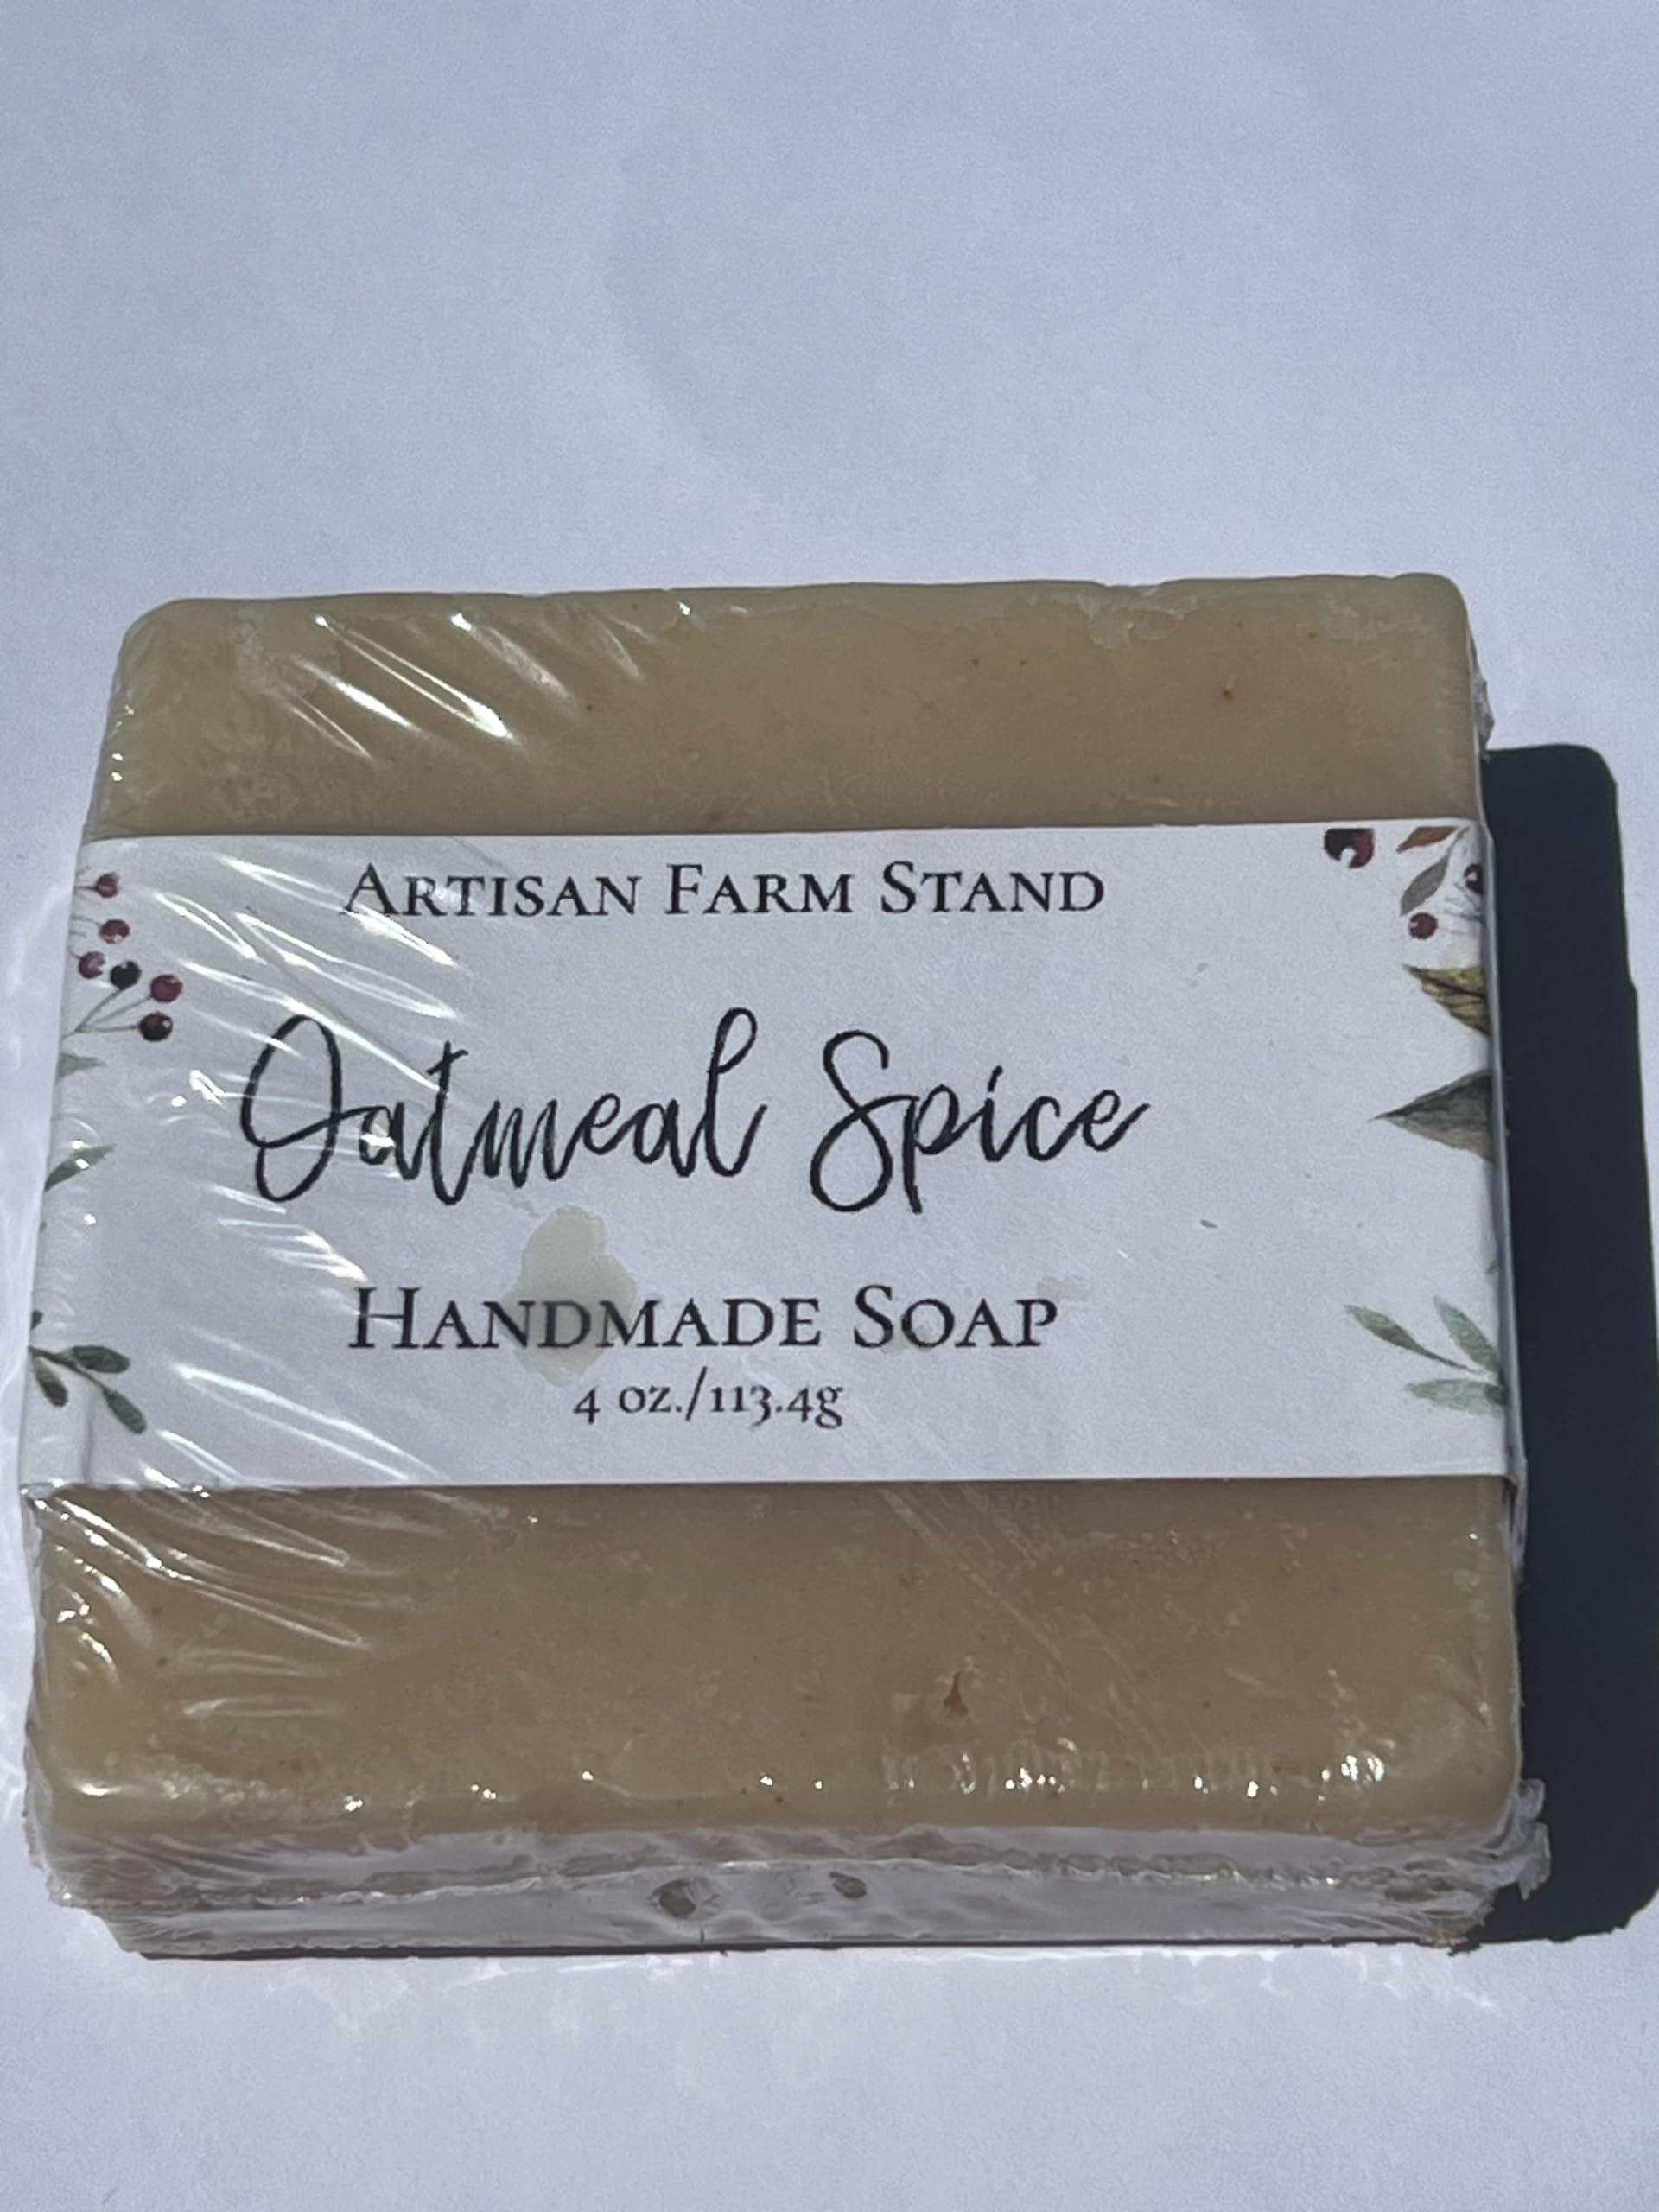 ARTISAN FARM STAND
Oatmeal Spice
HANDMADE SOAP
4 oz./113.4g